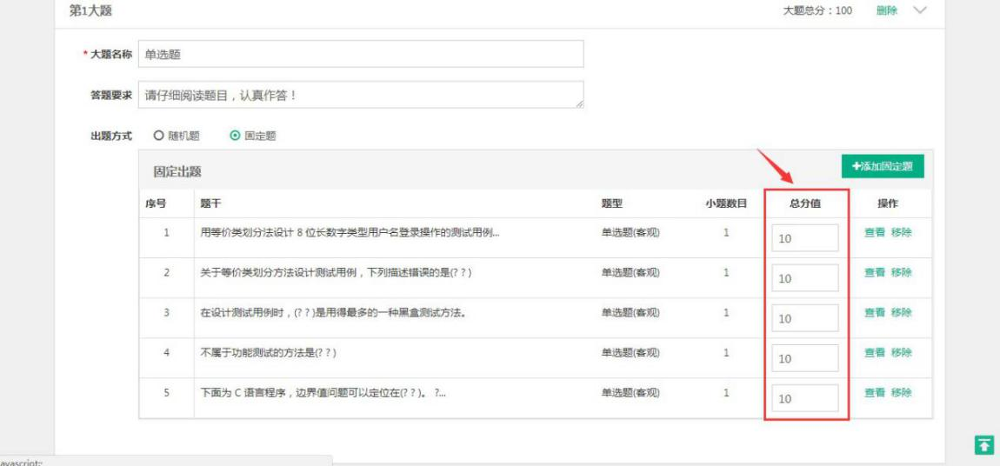 第1大题 大题总分：100 删除
*大题名称 单选题
答题要求 请仔细阅读题目，认真作答！
出题方式 随机题 固定题
固定出题 +添加固定题
序号 题干 题型 小题数目 总分值 操作
1 用等价类划分法设计 8 位长数字类型用户名登录操作的测试用例... 单选题(客观) 1 10 查看 移除
2 关于等价类划分方法设计测试用例，下列描述错误的是(? ? ) 单选题(客观) 1 10 查看 移除
3 在设计测试用例时，(? ? )是用得最多的一种黑盒测试方法。 单选题(客观) 1 10 查看 移除
4 不属于功能测试的方法是(? ? ) 单选题(客观) 1 10 查看 移除
5 下面为 C 语言程序，边界值问题可以定位在(? ? )。 ?... 单选题(客观) 1 10 查看 移除
avascript:;